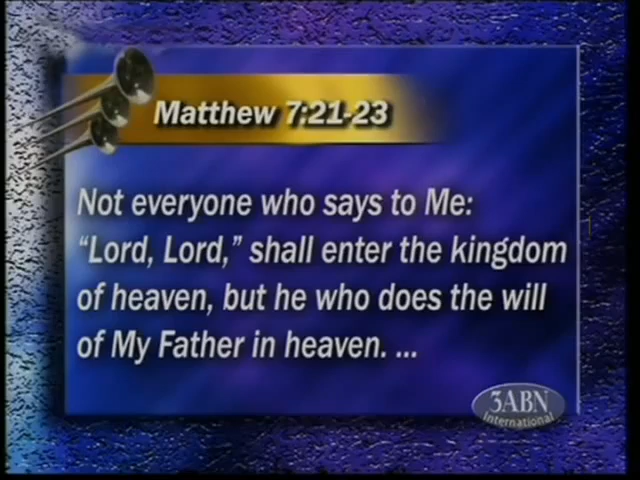 Matthew 7:21-23
Not everyone who says to Me:
“Lord, Lord,” shall enter the kingdom
of heaven, but he who does the will
of My Father in heaven. ...
3ABN
International